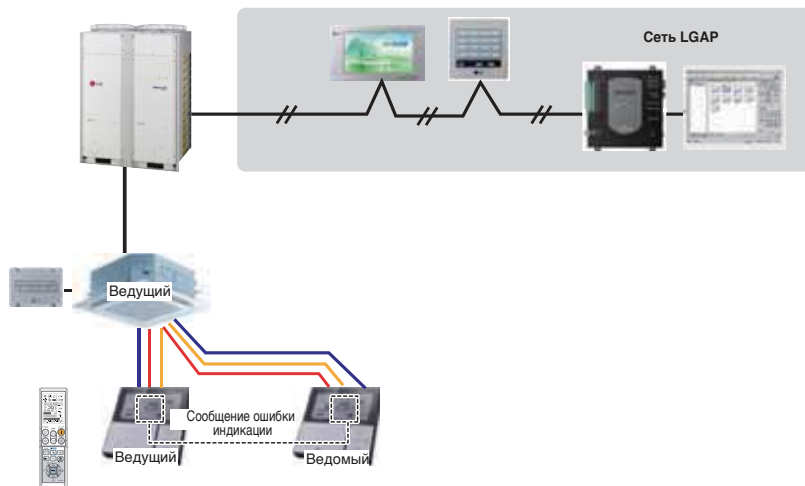 Сеть LGAP
Ведущий
Сообщение ошибки
индикации
Ведущий
Ведомый